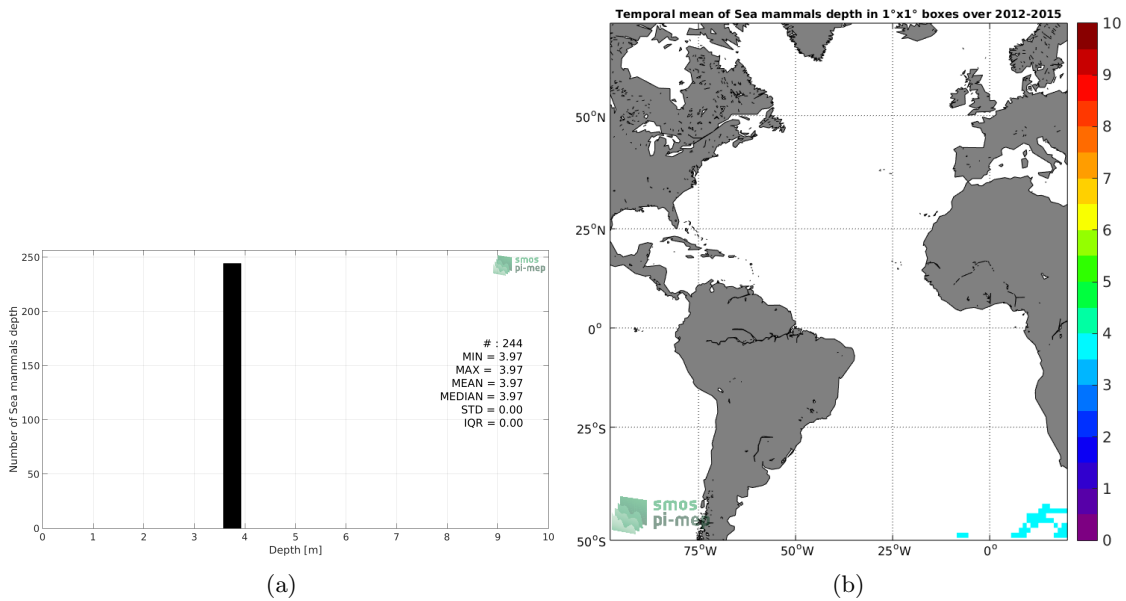 250
200
150
100
50
0
Number of Sea mammals depth
smos
pi-mep
# : 244
MIN = 3.97
MAX = 3.97
MEAN = 3.97
MEDIAN = 3.97
STD = 0.00
IQR = 0.00
0 1 2 3 4 5 6 7 8 9 10
Depth [m]
(a)
Temporal mean of Sea mammals depth in 1°x1° boxes over 2012-2015
50°N
25°N
0°
25°S
50°S
smos
pi-mep
75°W 50°W 25°W 0°
10
9
8
7
6
5
4
3
2
1
0
(b)